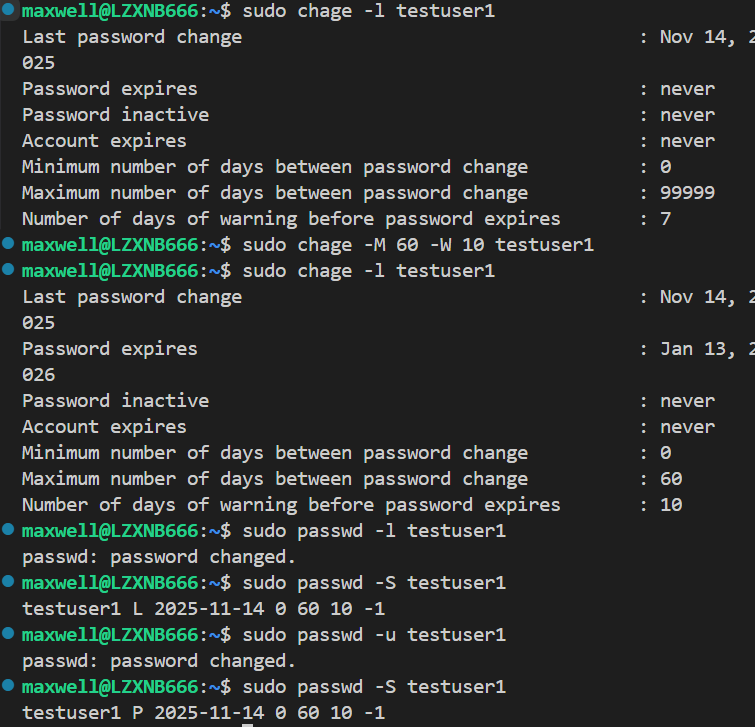 maxwell@LZXNB666:~$ sudo chage -l testuser1
Last password change : Nov 14, 2
025
Password expires : never
Password inactive : never
Account expires : never
Minimum number of days between password change : 0
Maximum number of days between password change : 99999
Number of days of warning before password expires : 7
maxwell@LZXNB666:~$ sudo chage -M 60 -W 10 testuser1
maxwell@LZXNB666:~$ sudo chage -l testuser1
Last password change : Nov 14, 2
025
Password expires : Jan 13, 2
026
Password inactive : never
Account expires : never
Minimum number of days between password change : 0
Maximum number of days between password change : 60
Number of days of warning before password expires : 10
maxwell@LZXNB666:~$ sudo passwd -l testuser1
passwd: password changed.
maxwell@LZXNB666:~$ sudo passwd -S testuser1
testuser1 L 2025-11-14 0 60 10 -1
maxwell@LZXNB666:~$ sudo passwd -u testuser1
passwd: password changed.
maxwell@LZXNB666:~$ sudo passwd -S testuser1
testuser1 P 2025-11-14 0 60 10 -1